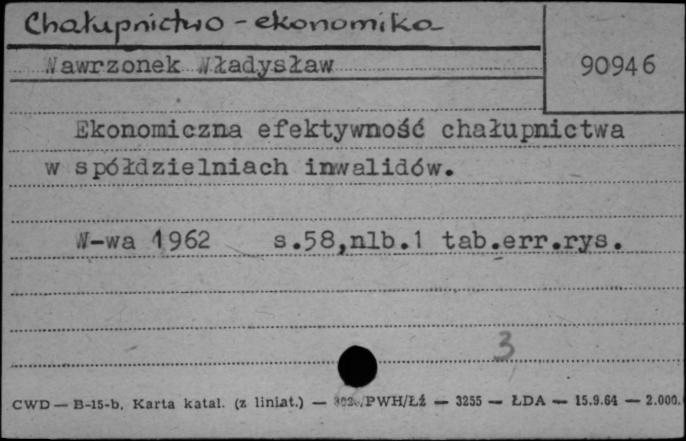 Chałupnictwo - ekonomika
Wawrzonek Władysław
90946
Ekonomiczna efektywność chałupnictwa
w spółdzielniach inwalidów.
W-wa 1962 s.58,nlb.1 tab.err.rys.
3
CWD — B-15-b, Karta katal. (z liniat.) — /PWH/Łź — 3255 — ŁDA — 15.9.64 — 2.000.